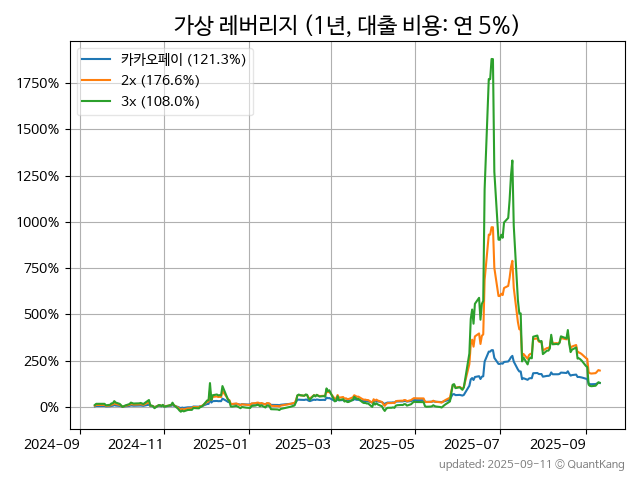 가상 레버리지 (1년, 대출 비용: 연 5%)
카카오페이 (121.3%)
2x (176.6%)
3x (108.0%)
1750%
1500%
1250%
1000%
750%
500%
250%
0%
2024-09 2024-11 2025-01 2025-03 2025-05 2025-07 2025-09
updated: 2025-09-11 © QuantKang